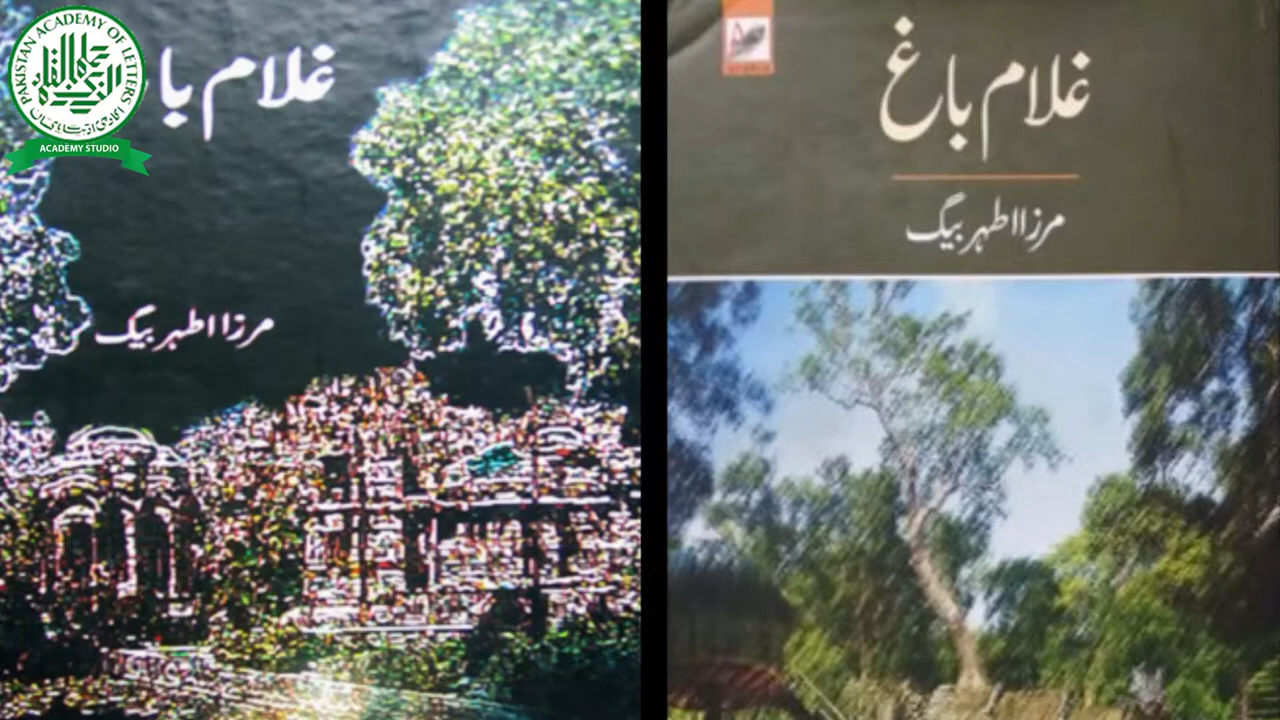 PAKISTAN ACADEMY OF LETTERS
ACADEMY STUDIO
غلام با
مرزا اطہر بیگ
غلام باغ
مرزا اطہر بیگ